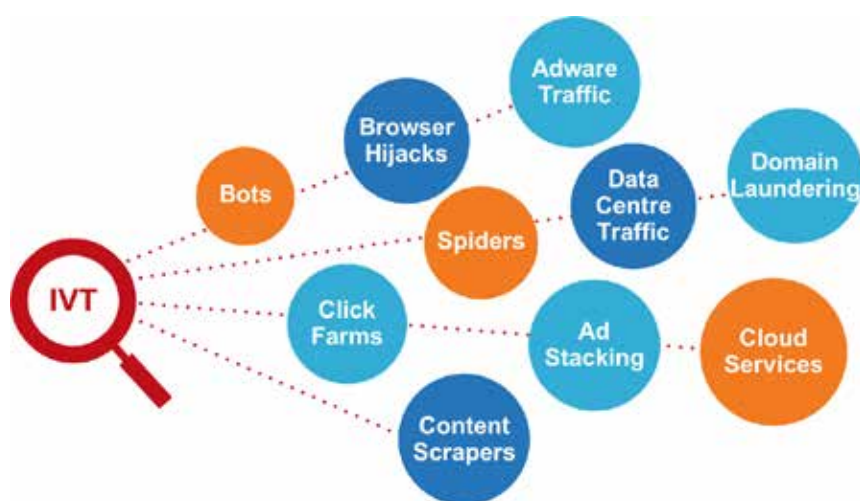 IVT
Bots
Browser
Hijacks
Adware
Traffic
Spiders
Data
Centre
Traffic
Domain
Laundering
Click
Farms
Ad
Stacking
Cloud
Services
Content
Scrapers